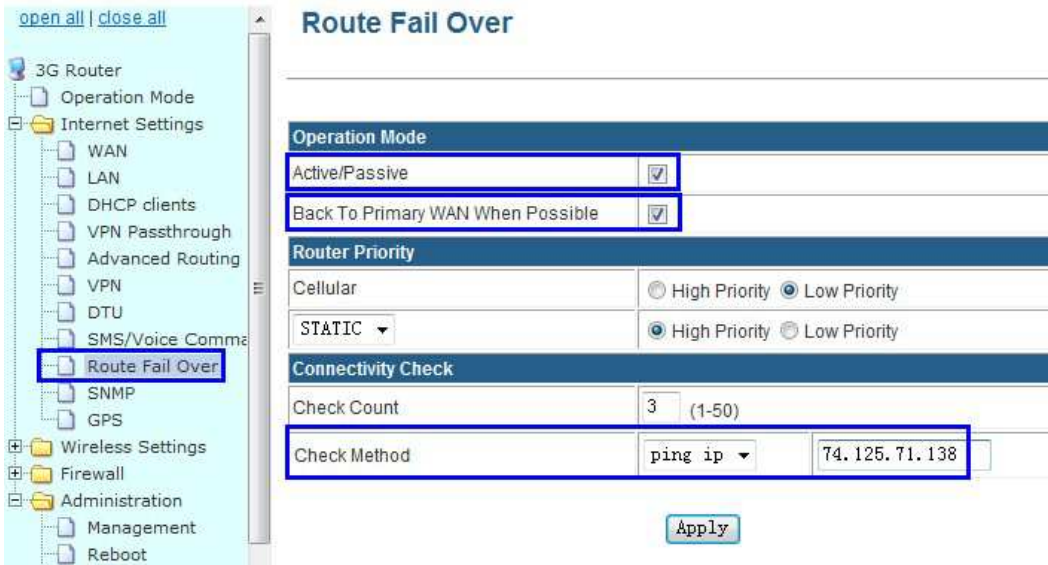 open all | close all
3G Router
Operation Mode
Internet Settings
WAN
LAN
DHCP clients
VPN Passthrough
Advanced Routing
VPN
DTU
SMS/Voice Comma
Route Fail Over
SNMP
GPS
Wireless Settings
Firewall
Administration
Management
Reboot
Route Fail Over
Operation Mode
Active/Passive
Back To Primary WAN When Possible
Router Priority
Cellular High Priority Low Priority
STATIC High Priority Low Priority
Connectivity Check
Check Count 3 (1-50)
Check Method ping ip 74.125.71.138
Apply